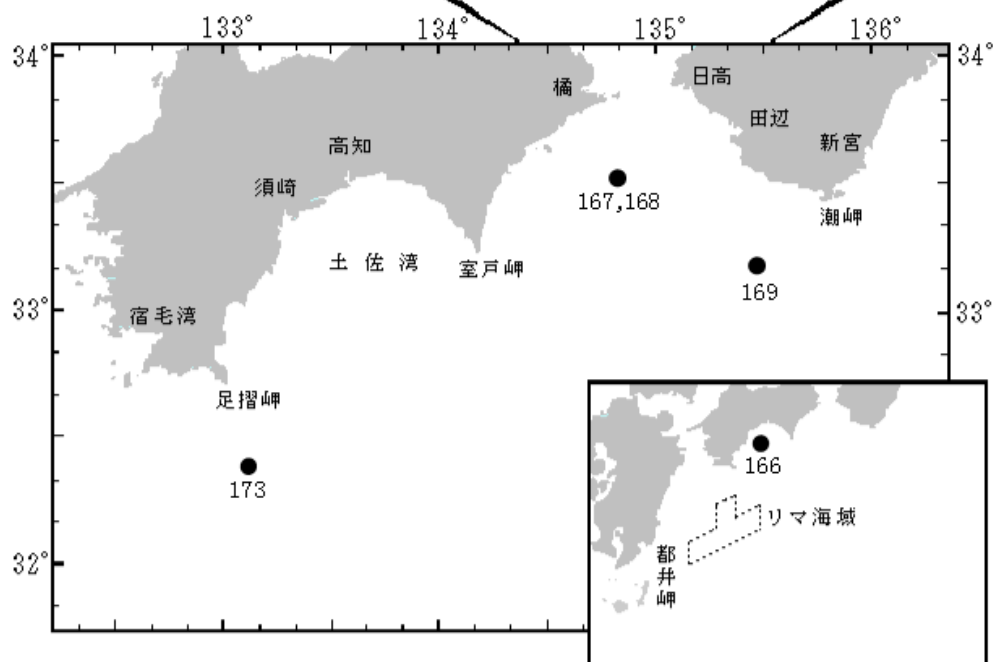 133° 134° 135° 136°
34° 34°
橘 日高
田辺
高知 新宮
須崎
167,168
潮岬
土佐湾 室戸岬
169
33° 33°
宿毛湾
足摺岬
173
166
リマ海域
都井岬
32°